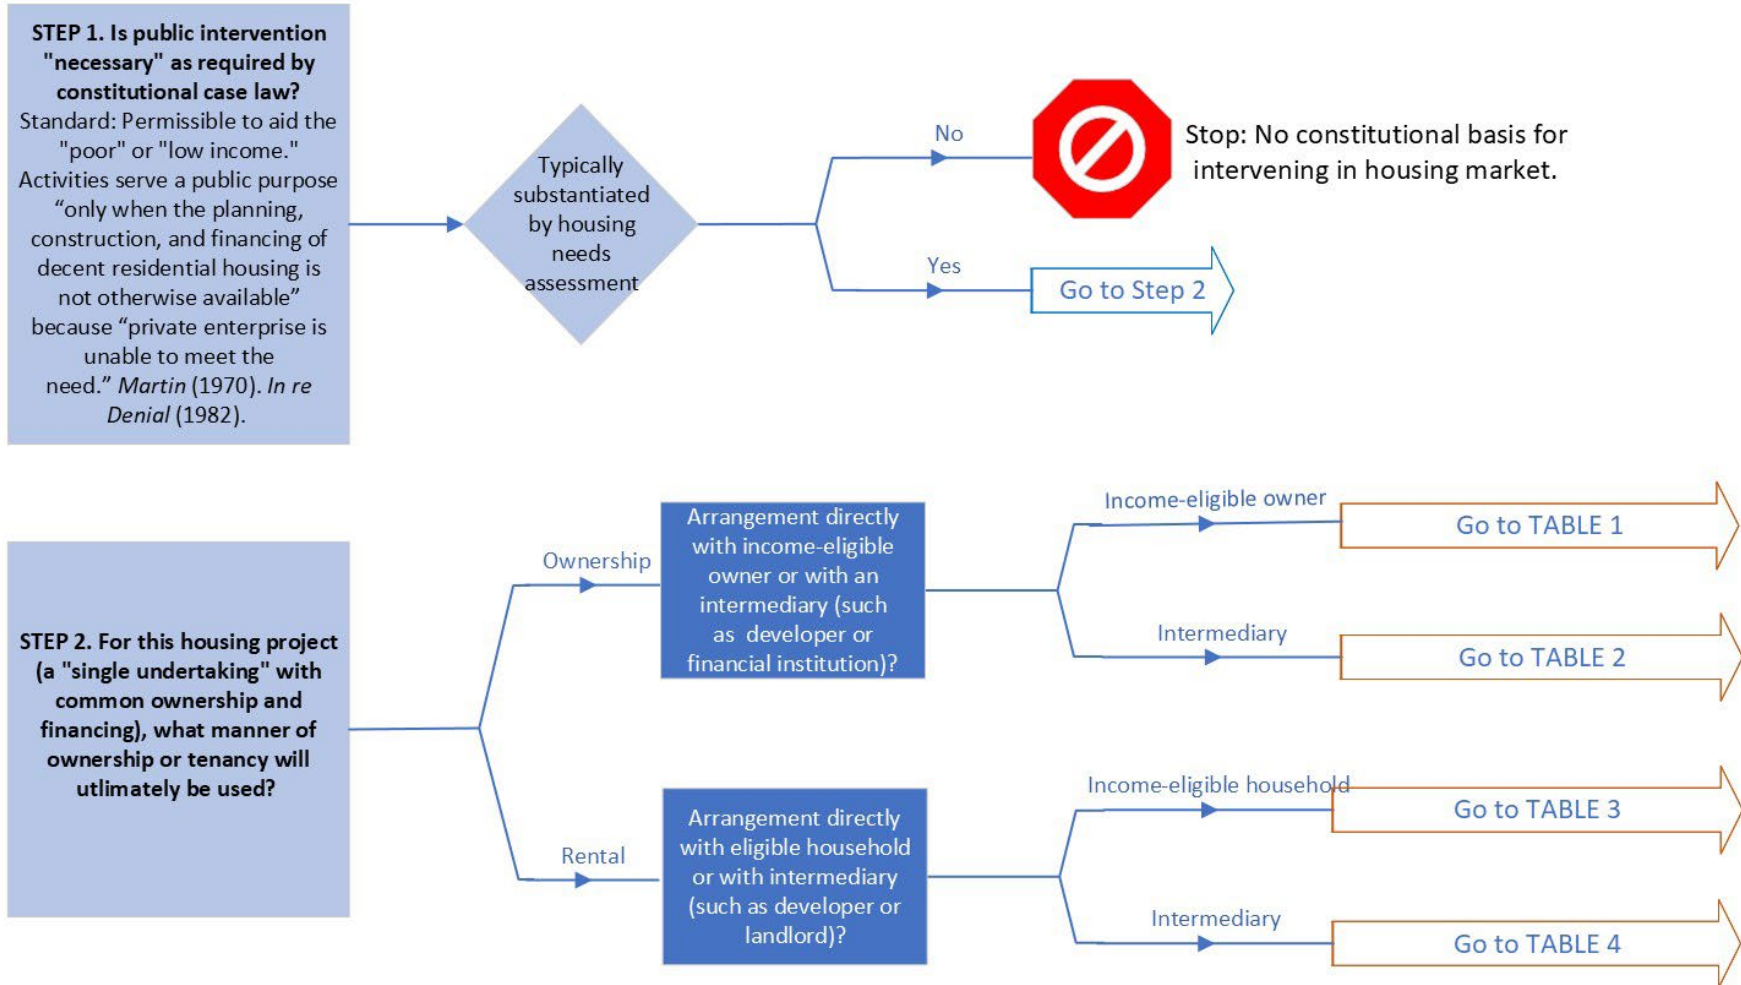 STEP 1. Is public intervention
"necessary" as required by
constitutional case law?
Standard: Permissible to aid the
"poor" or "low income."
Activities serve a public purpose
“only when the planning,
construction, and financing of
decent residential housing is
not otherwise available”
because “private enterprise is
unable to meet the
need.” Martin (1970). In re
Denial (1982).
Typically
substantiated
by housing
needs
assessment
No
Stop: No constitutional basis for
intervening in housing market.
Yes
Go to Step 2
STEP 2. For this housing project
(a "single undertaking" with
common ownership and
financing), what manner of
ownership or tenancy will
utlimately be used?
Ownership
Arrangement directly
with income-eligible
owner or with an
intermediary (such
as developer or
financial institution)?
Income-eligible owner
Go to TABLE 1
Intermediary
Go to TABLE 2
Rental
Arrangement directly
with eligible household
or with intermediary
(such as developer or
landlord)?
Income-eligible household
Go to TABLE 3
Intermediary
Go to TABLE 4